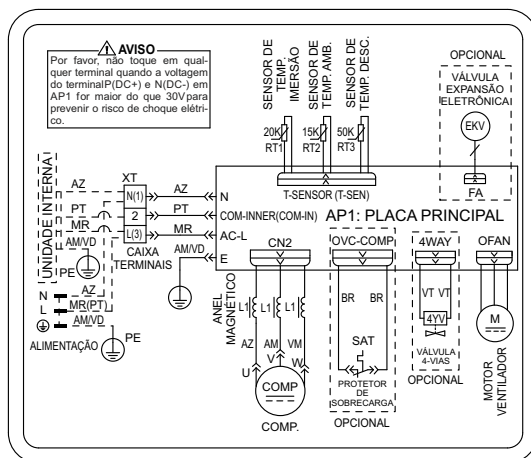 AVISO
Por favor, não toque em qual-
quer terminal quando a voltagem
do terminalP(DC+) e N(DC-) em
AP1 for maior do que 30Vpara
prevenir o risco de choque elétri-
co.
SENSOR DE
TEMP.
IMERSÃO
SENSOR DE
TEMP. AMB.
SENSOR DE
TEMP. DESC.
20K
RT1
15K
RT2
50K
RT3
T-SENSOR (T-SEN)
OPCIONAL
VÁLVULA
EXPANSÃO
ELETRÔNICAI
EKV
FA
UNIDADE INTERNA
AZ
PT
MR
AM/VD
PE
XT
N(1)
2
L(3)
CAIXA
TERMINAIS
AZ
PT
MR
AM/VD
N
COM-INNER(COM-IN)
AC-L
E
AP1: PLACA PRINCIPAL
N
L
AZ
MR(PT)
AM/VD
ALIMENTAÇÃO
PE
ANEL
MAGNÉTICO
CN2
L1
L1
L1
AZ
AM
VM
U
V
W
COMP
COMP.
OVC-COMP
BR
BR
SAT
PROTETOR
DE
SOBRECARGA
OPCIONAL
4WAY
VT
VT
4YV
VÁLVULA
4-VIAS
OPCIONAL
OFAN
M
MOTOR
VENTILADOR